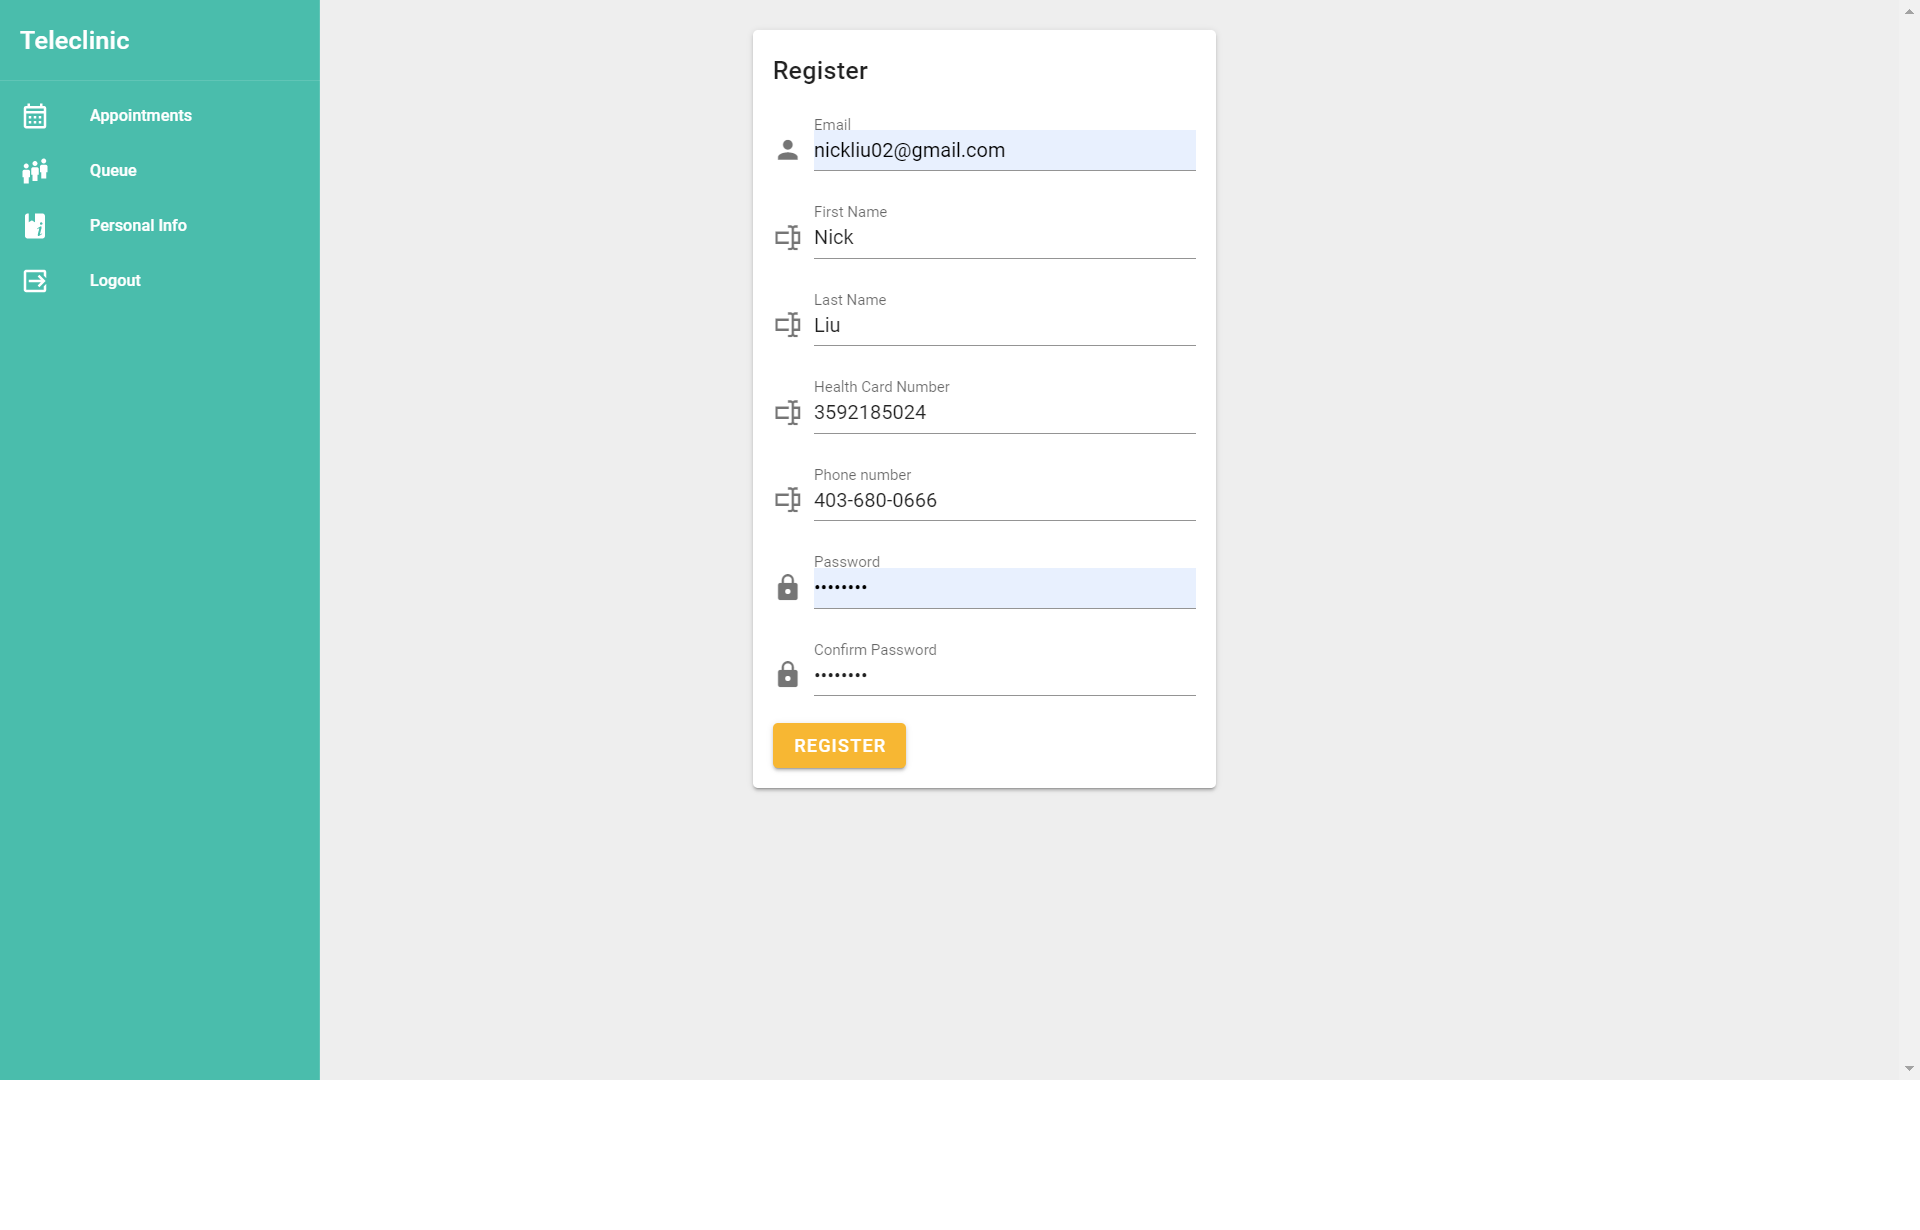 Teleclinic
Appointments
Queue
Personal Info
Logout
Register
Email
nickliu02@gmail.com
First Name
Nick
Last Name
Liu
Health Card Number
3592185024
Phone number
403-680-0666
Password
••••••••
Confirm Password
••••••••
REGISTER